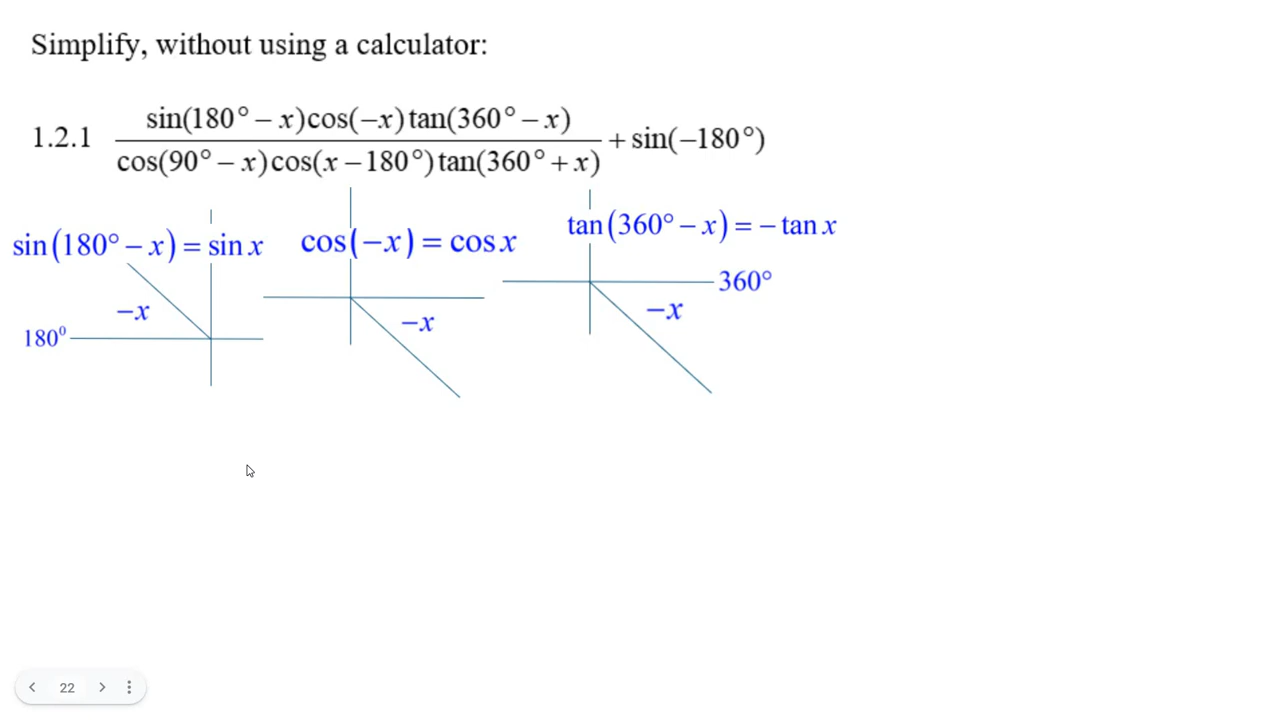 Simplify, without using a calculator:
1.2.1 sin(180° − x)cos(−x)tan(360° − x)
cos(90° − x)cos(x − 180°)tan(360° + x) + sin(−180°)
sin(180° − x) = sin x cos(−x) = cos x tan(360° − x) = − tan x
−x −x 360° −x
180⁰
22